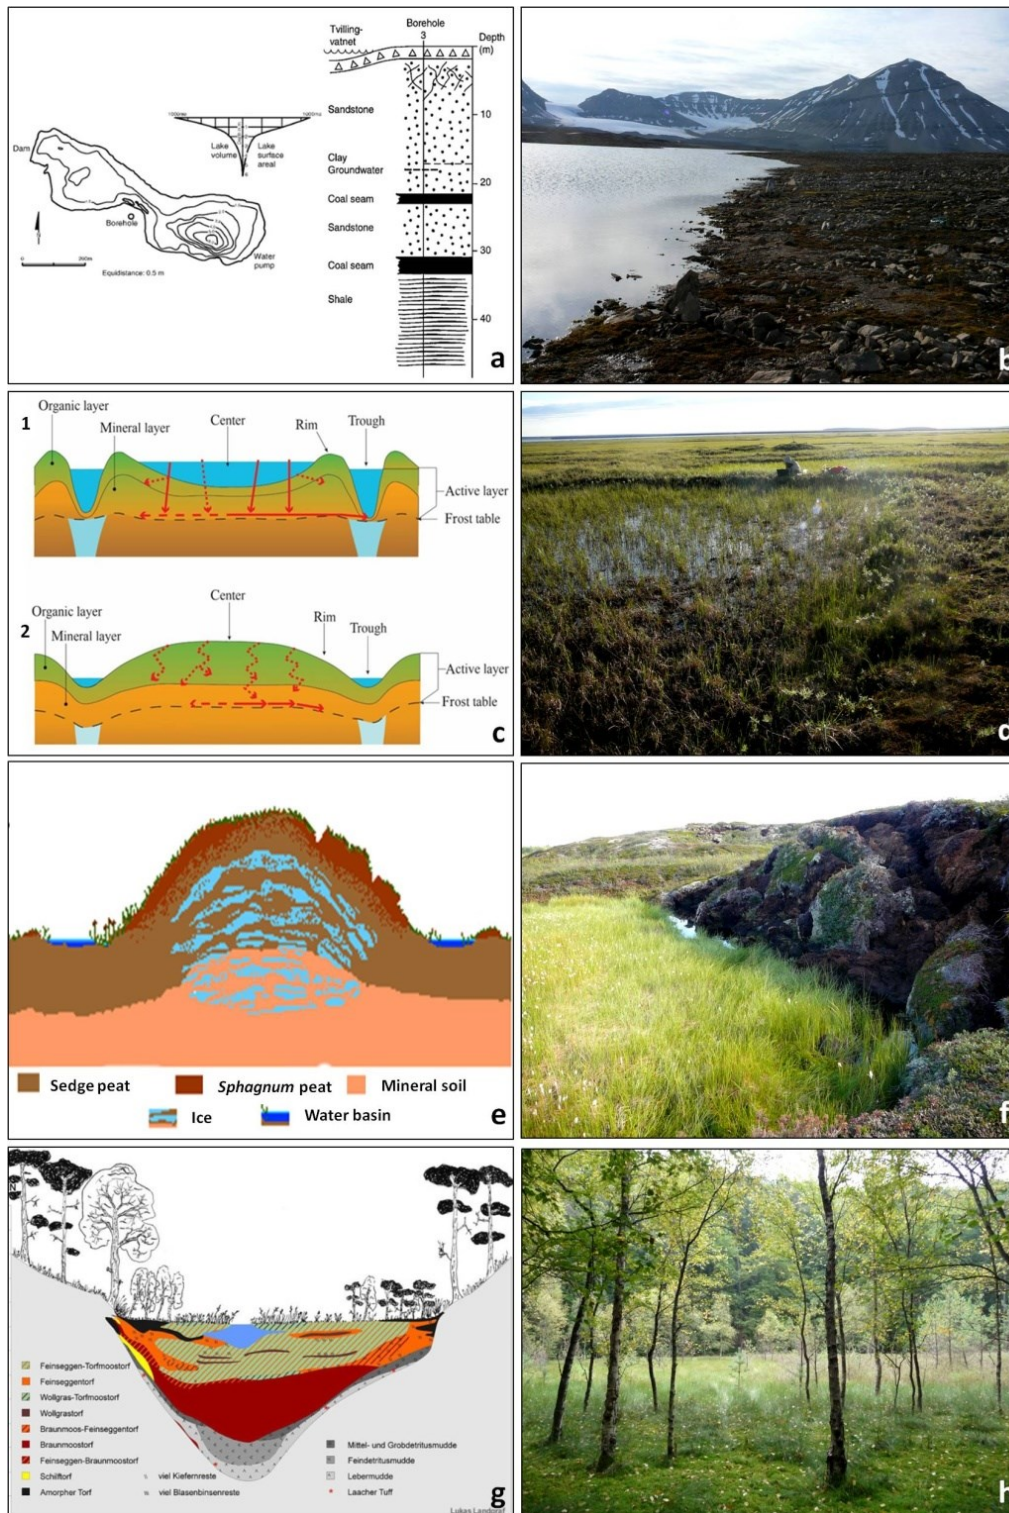 Tvilling-
vatnet
Borehole
3
Depth
(m)
Sandstone
10
Clay
Groundwater
20
Coal seam
Sandstone
30
Coal seam
Shale
40
Dam
Lake
volume
Lake
surface
areal
Borehole
Water
pump
Equidistance: 0.5 m
a
b
1
Organic layer
Mineral layer
Center
Rim
Trough
Active layer
Frost table
2
Organic layer
Mineral layer
Center
Rim
Trough
Active layer
Frost table
c
d
Sedge peat
Sphagnum peat
Mineral soil
Ice
Water basin
e
f
Feinseggen-Torfmoostorf
Feinseggentorf
Wollgras-Torfmoostorf
Wollgrastorf
Braunmoos-Feinseggentorf
Braunmoostorf
Feinseggen-Braunmoostorf
Schilftorf
Amorpher Torf
viel Kiefernreste
viel Blasenbinsenreste
Mittel- und Grobdetritusmudde
Feindetritusmudde
Lebermudde
Laacher Tuff
Lukas Landgraf
g
h